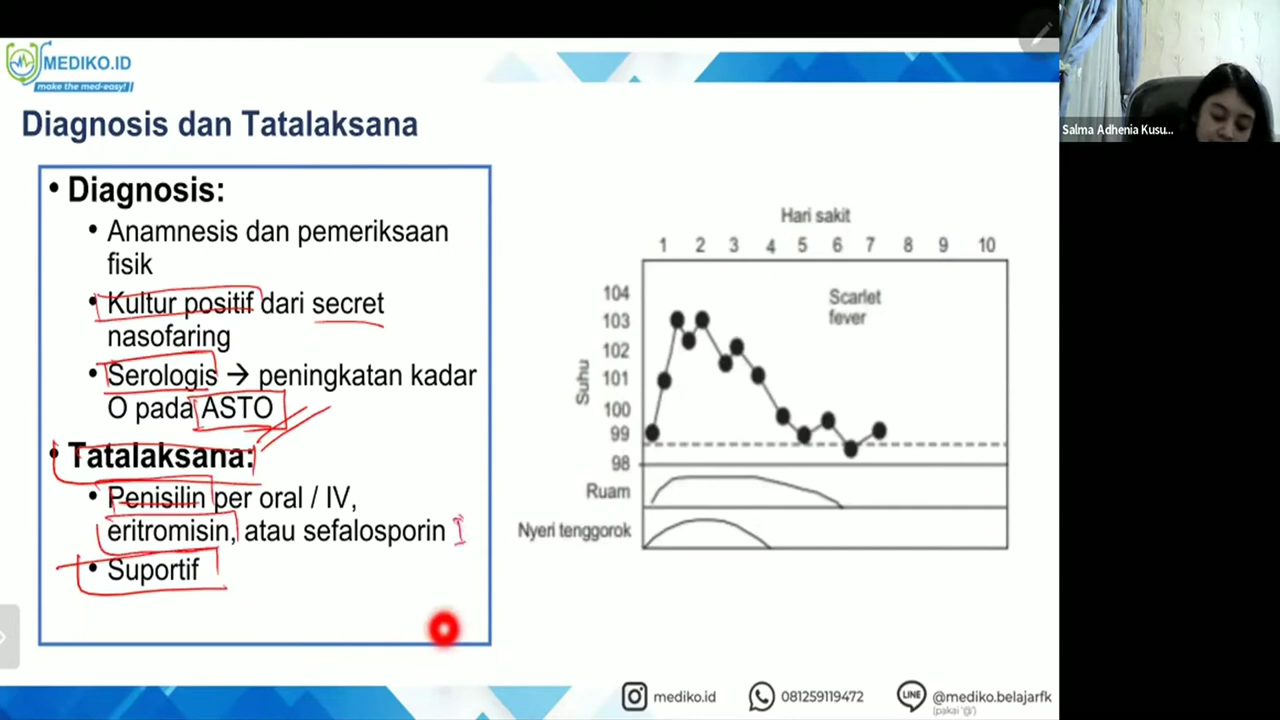 MEDIKO.ID
make the med-easy!
Diagnosis dan Tatalaksana
• Diagnosis:
• Anamnesis dan pemeriksaan
fisik
• Kultur positif dari secret
nasofaring
• Serologis → peningkatan kadar
O pada ASTO
• Tatalaksana:
• Penisilin per oral / IV,
eritromisin, atau sefalosporin I
• Suportif
Hari sakit
1 2 3 4 5 6 7 8 9 10
Suhu
104
103
102
101
100
99
98
Scarlet
fever
Ruam
Nyeri tenggorok
Salma Adhenia Kusu...
mediko.id
081259119472
LINE
@mediko.belajarfk
(pakai '@')